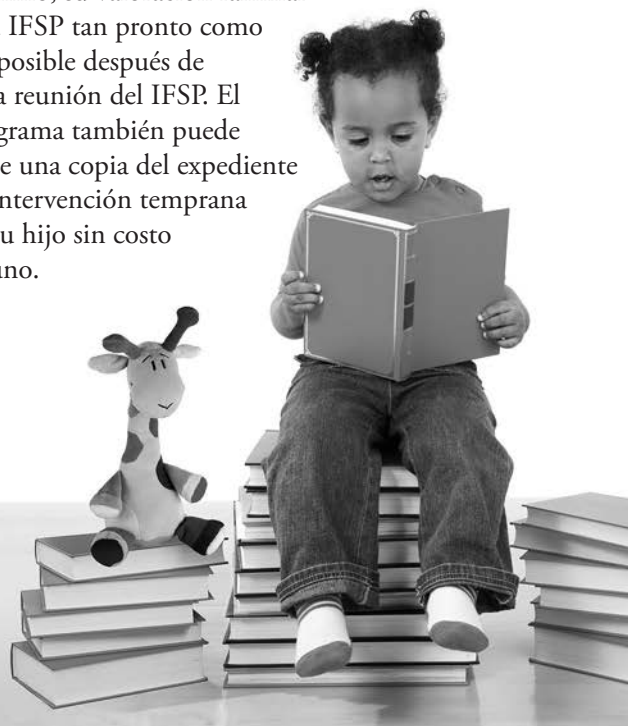 IFSP tan pronto como
posible después de
a reunión del IFSP. El
grama también puede
e una copia del expediente
intervención temprana
u hijo sin costo
uno.